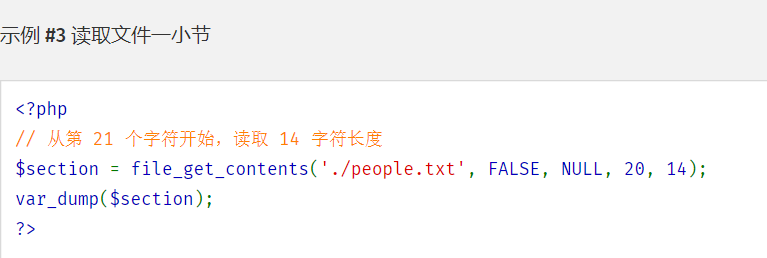 示例 #3 读取文件一小节
<?php
// 从第 21 个字符开始，读取 14 字符长度
$section = file_get_contents('./people.txt', FALSE, NULL, 20, 14);
var_dump($section);
?>